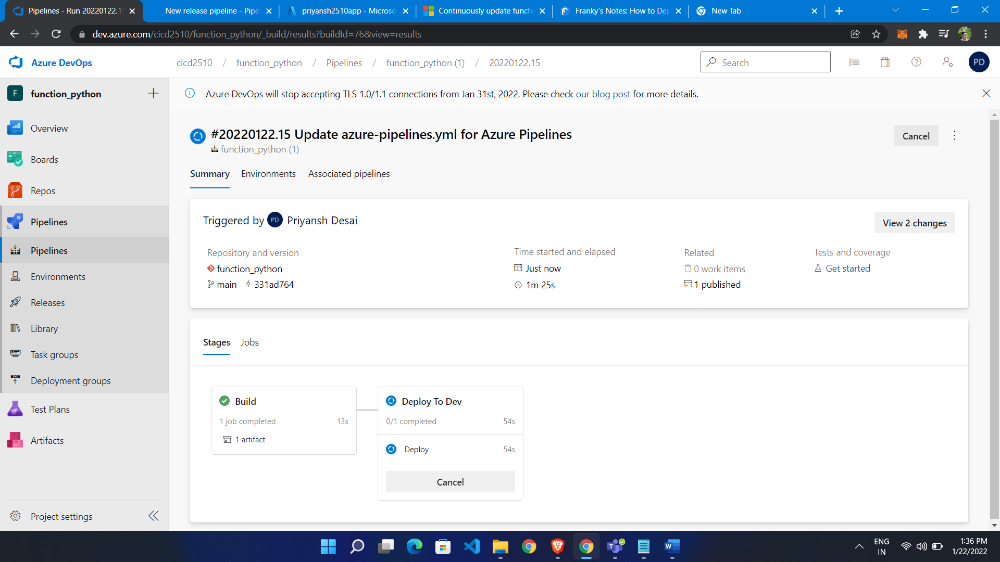 Pipelines - Run 20220122.1
New release pipeline - Pipe
priyansh2510app - Microso
Continuously update functi
Franky's Notes: How to De
New Tab
dev.azure.com/cicd2510/function_python/_build/results?buildId=76&view=results
Azure DevOps
cicd2510 / function_python / Pipelines / function_python (1) / 20220122.15
Search
PD
F function_python
Azure DevOps will stop accepting TLS 1.0/1.1 connections from Jan 31st, 2022. Please check our blog post for more details.
Overview
Boards
Repos
Pipelines
Pipelines
Environments
Releases
Library
Task groups
Deployment groups
Test Plans
Artifacts
Project settings
#20220122.15 Update azure-pipelines.yml for Azure Pipelines
Cancel
function_python (1)
Summary Environments Associated pipelines
Triggered by PD Priyansh Desai
View 2 changes
Repository and version
function_python
main 331ad764
Time started and elapsed
Just now
1m 25s
Related
0 work items
1 published
Tests and coverage
Get started
Stages Jobs
Build
1 job completed 13s
1 artifact
Deploy To Dev
0/1 completed 54s
Deploy 54s
Cancel
ENG
IN
1:36 PM
1/22/2022